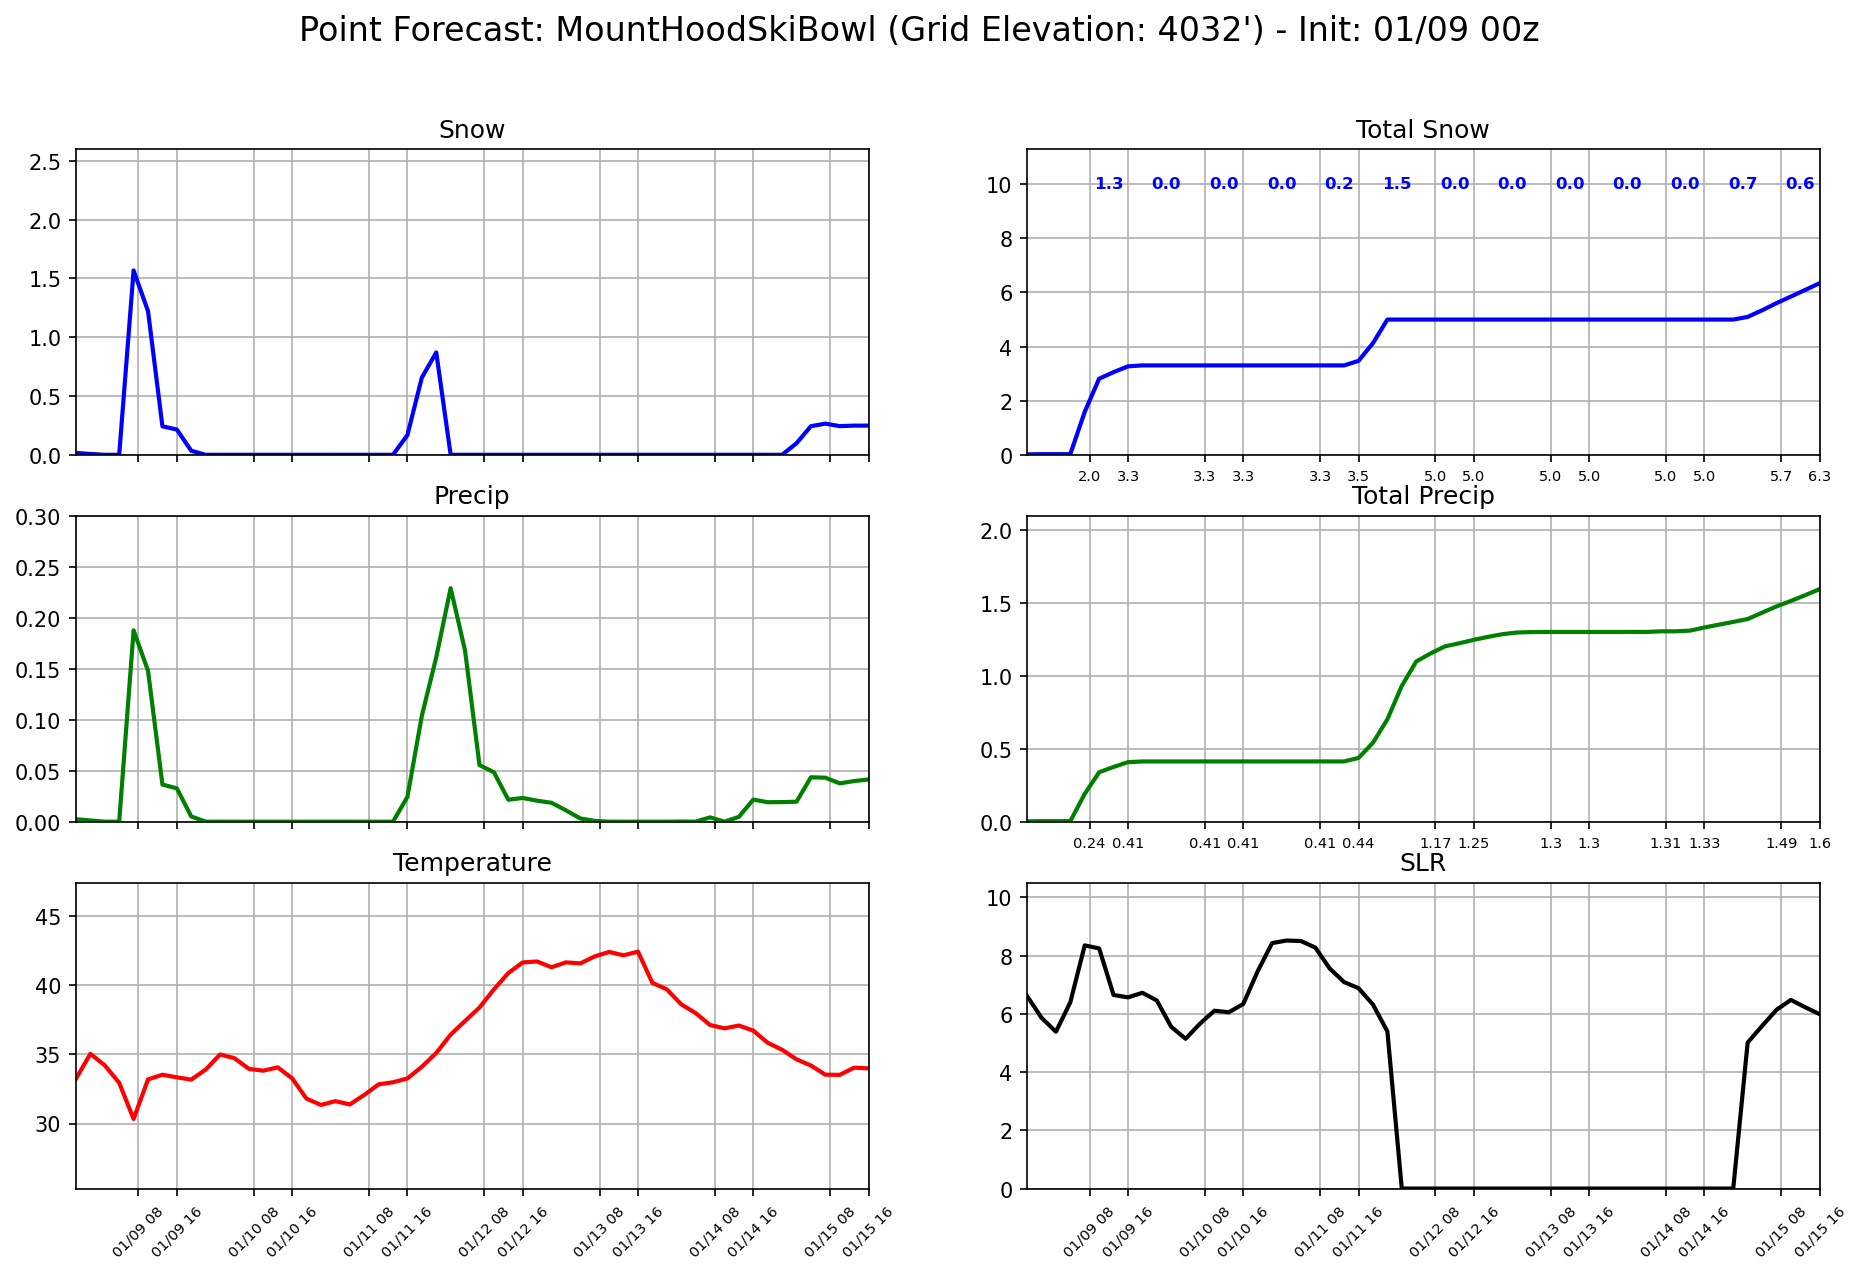 Point Forecast: MountHoodSkiBowl (Grid Elevation: 4032') - Init: 01/09 00z
Snow
2.5
2.0
1.5
1.0
0.5
0.0
Total Snow
10
8
6
4
2
0
1.3 0.0 0.0 0.0 0.2 1.5 0.0 0.0 0.0 0.0 0.0 0.7 0.6
2.0 3.3 3.3 3.3 3.3 3.5 5.0 5.0 5.0 5.0 5.0 5.0 5.7 6.3
Precip
0.30
0.25
0.20
0.15
0.10
0.05
0.00
Total Precip
2.0
1.5
1.0
0.5
0.0
0.24 0.41 0.41 0.41 0.41 0.44 1.17 1.25 1.3 1.3 1.31 1.33 1.49 1.6
Temperature
45
40
35
30
01/09 08 01/09 16 01/10 08 01/10 16 01/11 08 01/11 16 01/12 08 01/12 16 01/13 08 01/13 16 01/14 08 01/14 16 01/15 08 01/15 16
SLR
10
8
6
4
2
0
01/09 08 01/09 16 01/10 08 01/10 16 01/11 08 01/11 16 01/12 08 01/12 16 01/13 08 01/13 16 01/14 08 01/14 16 01/15 08 01/15 16